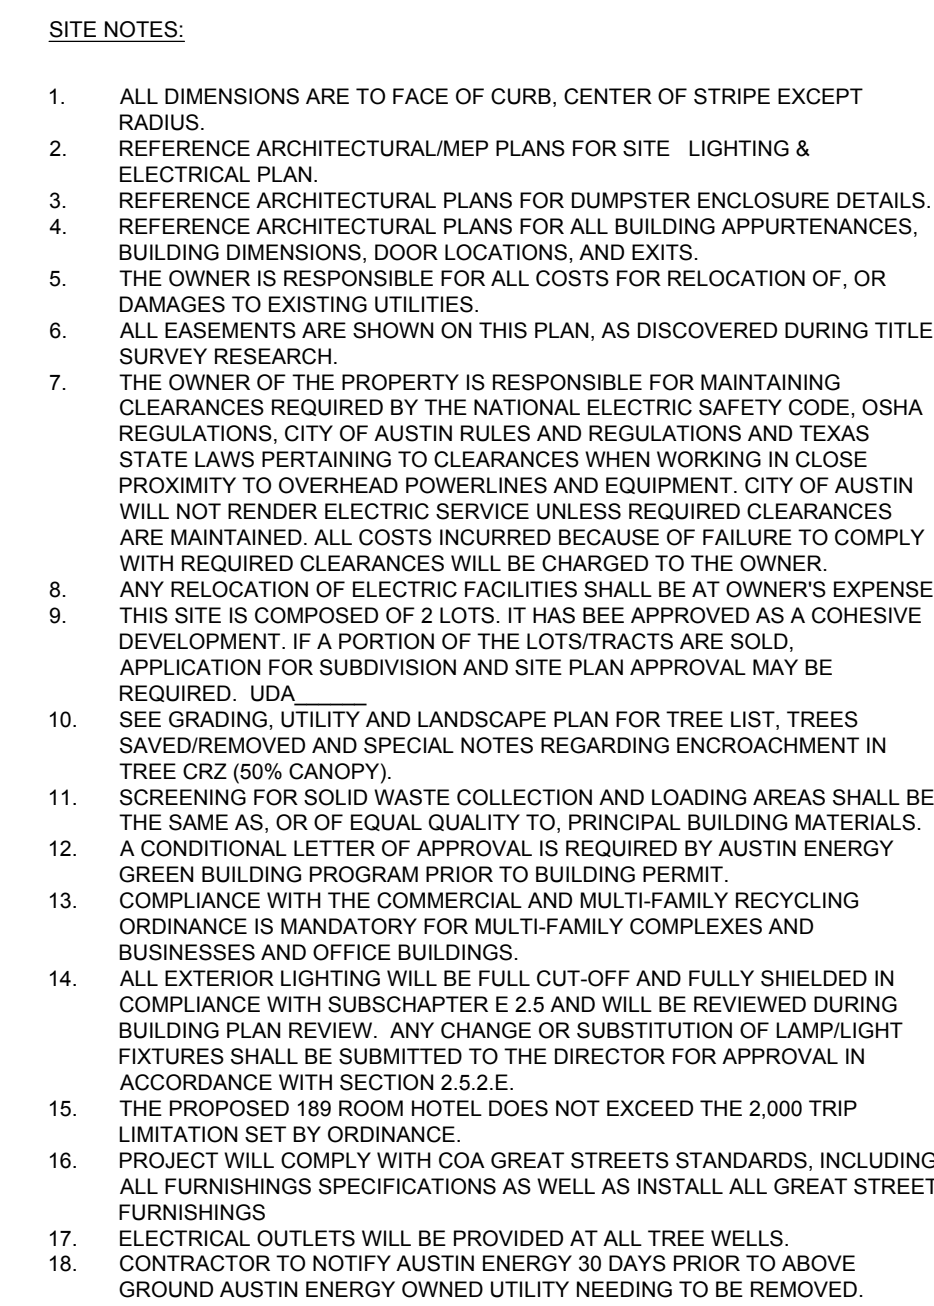 SITE NOTES:
1. ALL DIMENSIONS ARE TO FACE OF CURB, CENTER OF STRIPE EXCEPT
RADIUS.
2. REFERENCE ARCHITECTURAL/MEP PLANS FOR SITE LIGHTING &
ELECTRICAL PLAN.
3. REFERENCE ARCHITECTURAL PLANS FOR DUMPSTER ENCLOSURE DETAILS.
4. REFERENCE ARCHITECTURAL PLANS FOR ALL BUILDING APPURTENANCES,
BUILDING DIMENSIONS, DOOR LOCATIONS, AND EXITS.
5. THE OWNER IS RESPONSIBLE FOR ALL COSTS FOR RELOCATION OF, OR
DAMAGES TO EXISTING UTILITIES.
6. ALL EASEMENTS ARE SHOWN ON THIS PLAN, AS DISCOVERED DURING TITLE
SURVEY RESEARCH.
7. THE OWNER OF THE PROPERTY IS RESPONSIBLE FOR MAINTAINING
CLEARANCES REQUIRED BY THE NATIONAL ELECTRIC SAFETY CODE, OSHA
REGULATIONS, CITY OF AUSTIN RULES AND REGULATIONS AND TEXAS
STATE LAWS PERTAINING TO CLEARANCES WHEN WORKING IN CLOSE
PROXIMITY TO OVERHEAD POWERLINES AND EQUIPMENT. CITY OF AUSTIN
WILL NOT RENDER ELECTRIC SERVICE UNLESS REQUIRED CLEARANCES
ARE MAINTAINED. ALL COSTS INCURRED BECAUSE OF FAILURE TO COMPLY
WITH REQUIRED CLEARANCES WILL BE CHARGED TO THE OWNER.
8. ANY RELOCATION OF ELECTRIC FACILITIES SHALL BE AT OWNER'S EXPENSE
9. THIS SITE IS COMPOSED OF 2 LOTS. IT HAS BEE APPROVED AS A COHESIVE
DEVELOPMENT. IF A PORTION OF THE LOTS/TRACTS ARE SOLD,
APPLICATION FOR SUBDIVISION AND SITE PLAN APPROVAL MAY BE
REQUIRED. UDA______
10. SEE GRADING, UTILITY AND LANDSCAPE PLAN FOR TREE LIST, TREES
SAVED/REMOVED AND SPECIAL NOTES REGARDING ENCROACHMENT IN
TREE CRZ (50% CANOPY).
11. SCREENING FOR SOLID WASTE COLLECTION AND LOADING AREAS SHALL BE
THE SAME AS, OR OF EQUAL QUALITY TO, PRINCIPAL BUILDING MATERIALS.
12. A CONDITIONAL LETTER OF APPROVAL IS REQUIRED BY AUSTIN ENERGY
GREEN BUILDING PROGRAM PRIOR TO BUILDING PERMIT.
13. COMPLIANCE WITH THE COMMERCIAL AND MULTI-FAMILY RECYCLING
ORDINANCE IS MANDATORY FOR MULTI-FAMILY COMPLEXES AND
BUSINESSES AND OFFICE BUILDINGS.
14. ALL EXTERIOR LIGHTING WILL BE FULL CUT-OFF AND FULLY SHIELDED IN
COMPLIANCE WITH SUBSCHAPTER E 2.5 AND WILL BE REVIEWED DURING
BUILDING PLAN REVIEW. ANY CHANGE OR SUBSTITUTION OF LAMP/LIGHT
FIXTURES SHALL BE SUBMITTED TO THE DIRECTOR FOR APPROVAL IN
ACCORDANCE WITH SECTION 2.5.2.E.
15. THE PROPOSED 189 ROOM HOTEL DOES NOT EXCEED THE 2,000 TRIP
LIMITATION SET BY ORDINANCE.
16. PROJECT WILL COMPLY WITH COA GREAT STREETS STANDARDS, INCLUDING
ALL FURNISHINGS SPECIFICATIONS AS WELL AS INSTALL ALL GREAT STREET
FURNISHINGS
17. ELECTRICAL OUTLETS WILL BE PROVIDED AT ALL TREE WELLS.
18. CONTRACTOR TO NOTIFY AUSTIN ENERGY 30 DAYS PRIOR TO ABOVE
GROUND AUSTIN ENERGY OWNED UTILITY NEEDING TO BE REMOVED.